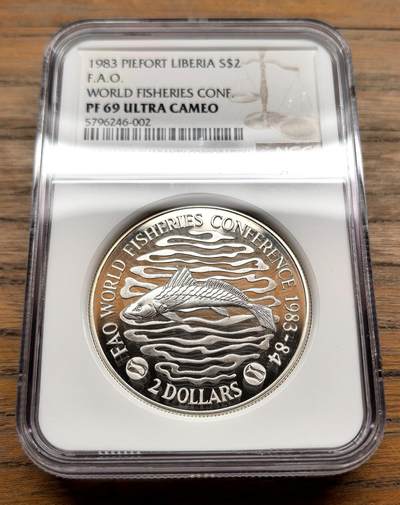 1983 PIEFORT LIBERIA S$2
F.A.O.
WORLD FISHERIES CONF.
PF 69 ULTRA CAMEO
5796246-002
FAO WORLD FISHERIES CONFERENCE 1983-84
2 DOLLARS